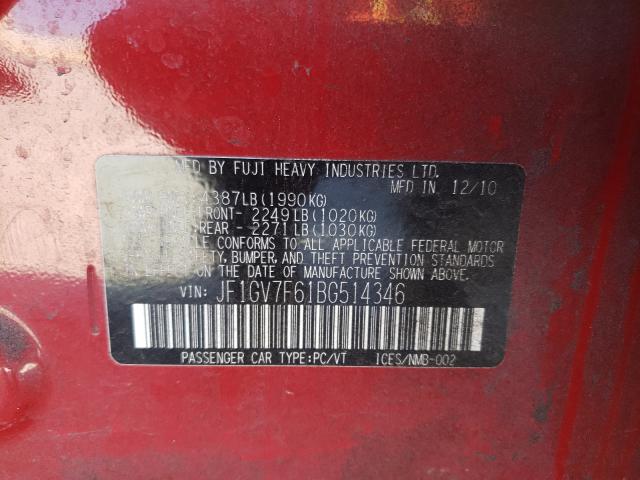 BY FUJI HEAVY INDUSTRIES LTD.
MFD IN 12/10
4387LB(1990KG)
FRONT- 2249LB(1020KG)
REAR- 2271LB(1030KG)
CONFORMS TO ALL APPLICABLE FEDERAL MOTOR
SAFETY, BUMPER, AND THEFT PREVENTION STANDARDS
IN EFFECT ON THE DATE OF MANUFACTURE SHOWN ABOVE.
VIN: JF1GV7F61BG514346
PASSENGER CAR TYPE:PC/VT ICES/NMB-002